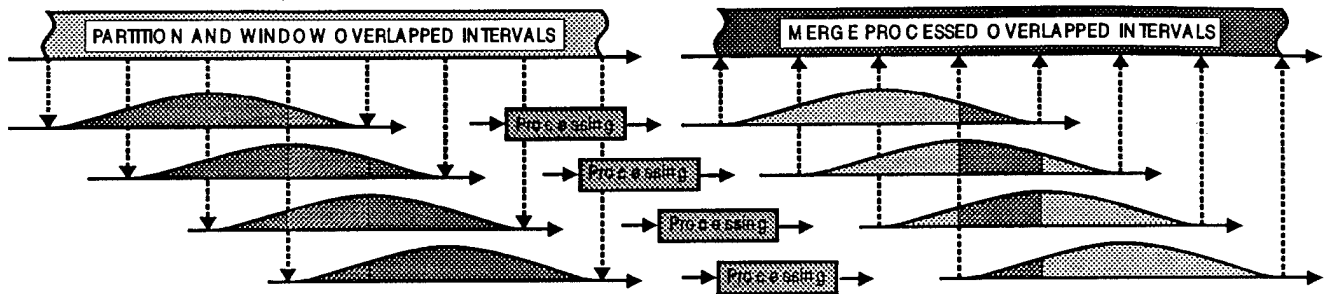 PARTITION AND WINDOW OVERLAPPED INTERVALS
MERGE PROCESSED OVERLAPPED INTERVALS
Processing
Processing
Processing
Processing